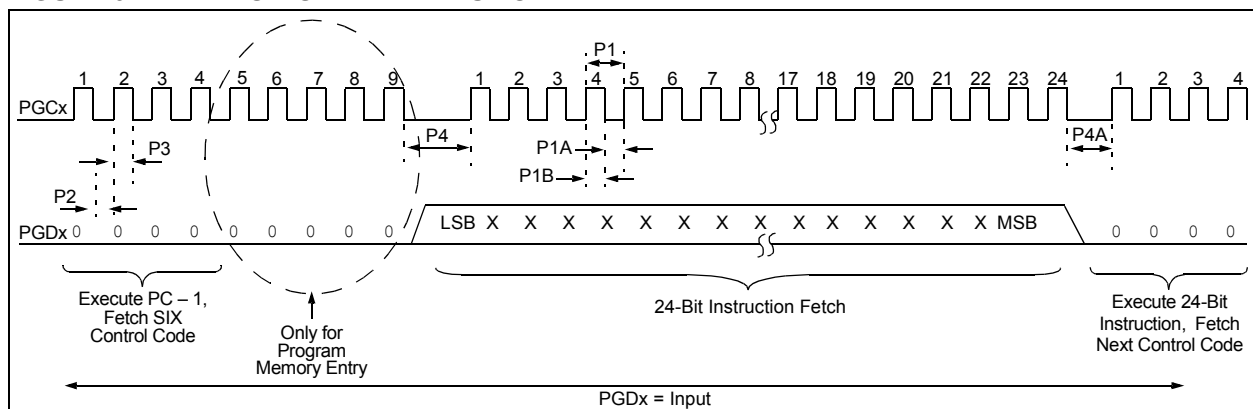 P1
1 2 3 4 5 6 7 8 9 1 2 3 4 5 6 7 8 17 18 19 20 21 22 23 24 1 2 3 4
PGCx
P3 P4 P1A P4A
P1B
P2
LSB X X X X X X X X X X X X X X MSB
PGDx 0 0 0 0 0 0 0 0 0 0 0 0 0
Execute PC – 1,
Fetch SIX
Control Code
Only for
Program
Memory Entry
24-Bit Instruction Fetch
Execute 24-Bit
Instruction, Fetch
Next Control Code
PGDx = Input